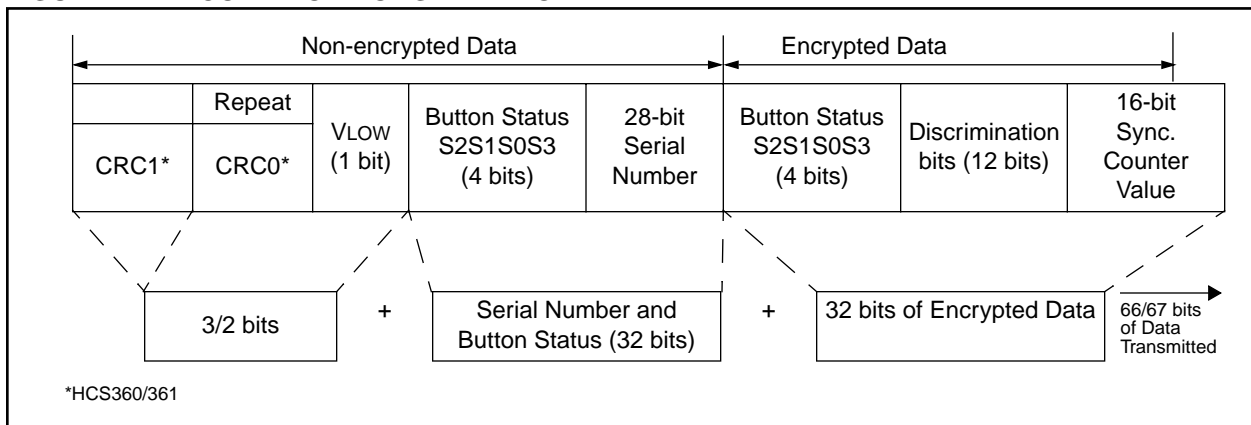 Non-encrypted Data
Encrypted Data
CRC1*
Repeat
CRC0*
VLOW
(1 bit)
Button Status
S2S1S0S3
(4 bits)
28-bit
Serial
Number
Button Status
S2S1S0S3
(4 bits)
Discrimination
bits (12 bits)
16-bit
Sync.
Counter
Value
3/2 bits
+
Serial Number and
Button Status (32 bits)
+
32 bits of Encrypted Data
66/67 bits
of Data
Transmitted
*HCS360/361